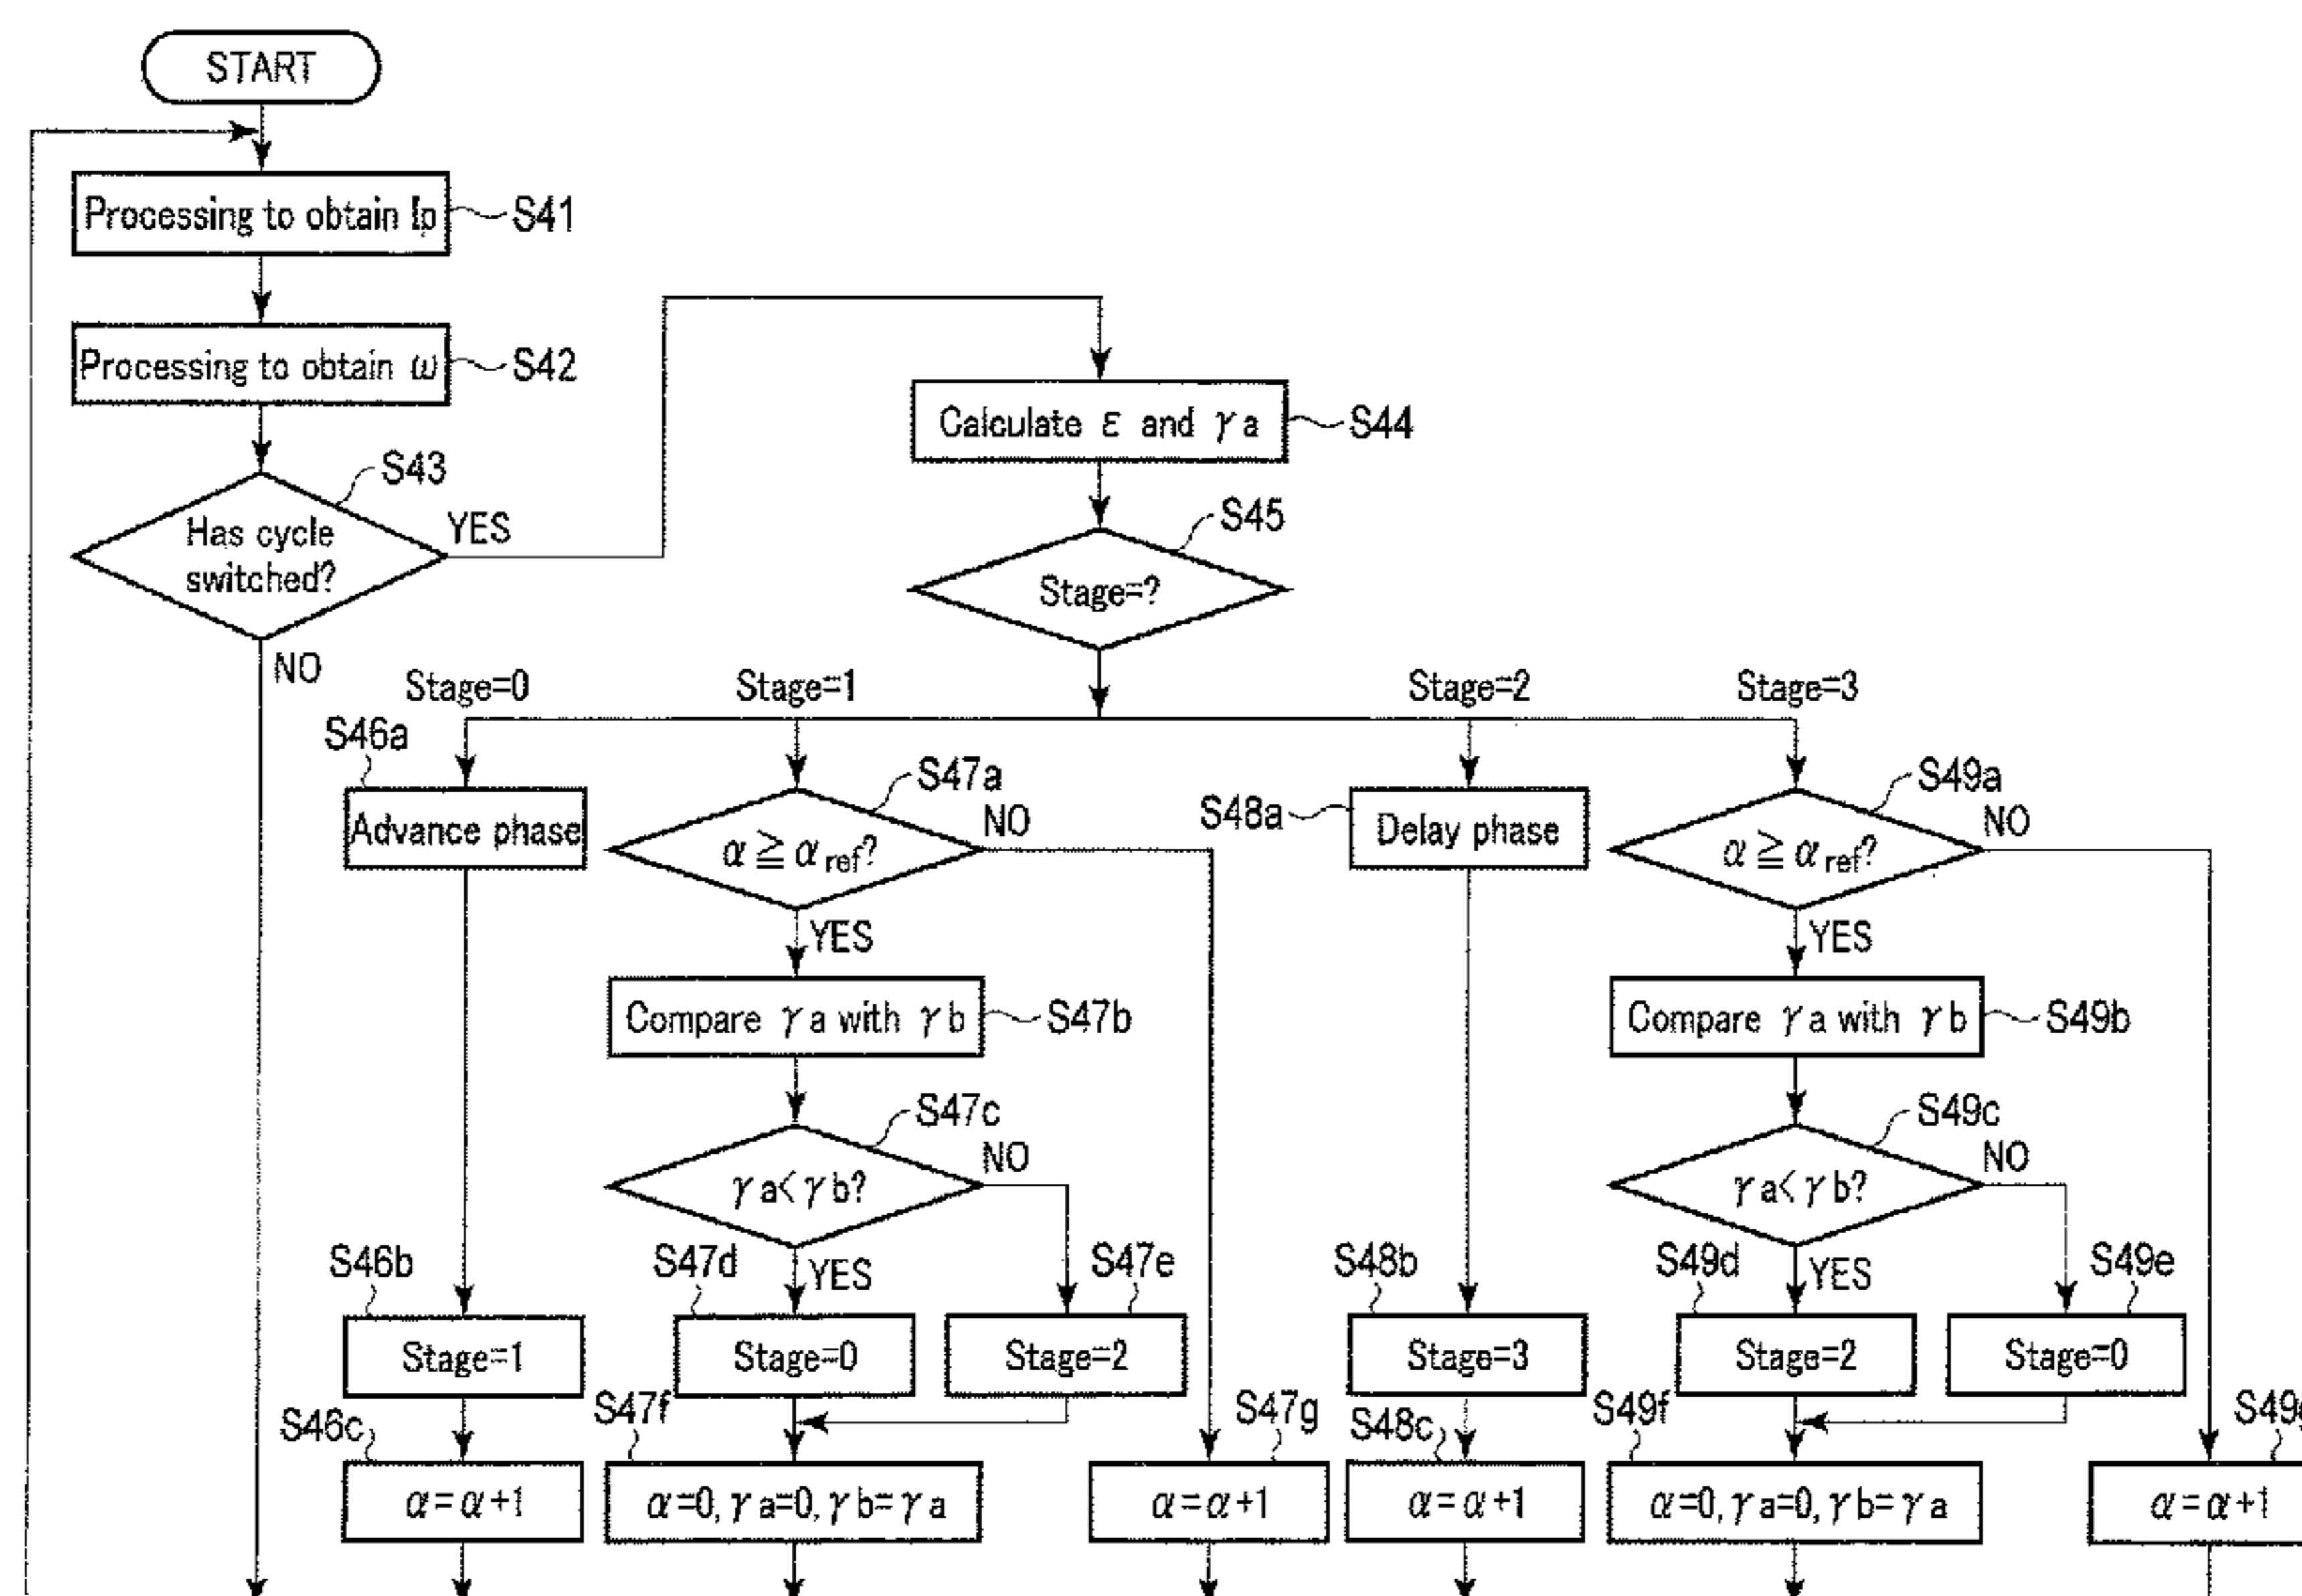 START
Processing to obtain Ip
S41
Processing to obtain ω
S42
S43
Has cycle
switched?
YES
NO
Calculate ε and γa
S44
S45
Stage=?
Stage=0
Stage=1
Stage=2
Stage=3
S46a
Advance phase
S47a
α≧αref?
NO
YES
S48a
Delay phase
S49a
α≧αref?
NO
YES
Compare γa with γb
S47b
Compare γa with γb
S49b
S47c
γa<γb?
NO
YES
S49c
γa<γb?
NO
YES
S46b
Stage=1
S47d
Stage=0
S47e
Stage=2
S48b
Stage=3
S49d
Stage=2
S49e
Stage=0
S46c
α=α+1
S47f
α=0, γa=0, γb=γa
S47g
α=α+1
S48c
α=α+1
S49f
α=0, γa=0, γb=γa
α=α+1